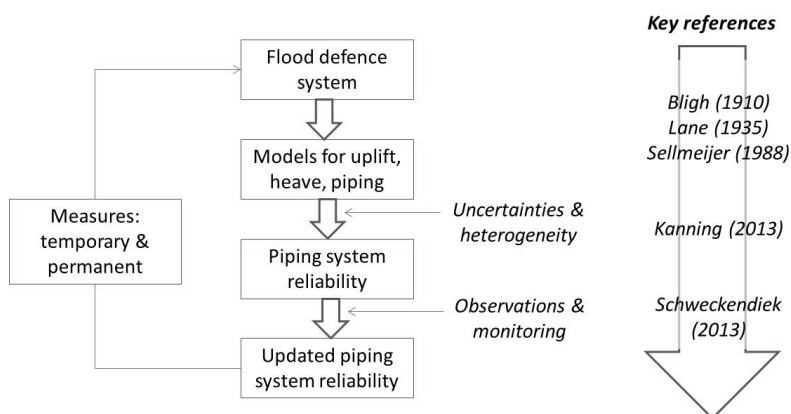 Key references
Flood defence
system
Bligh (1910)
Lane (1935)
Sellmeijer (1988)
Models for uplift,
heave, piping
Measures:
temporary &
permanent
Uncertainties &
heterogeneity
Kanning (2013)
Piping system
reliability
Observations &
monitoring
Schweckendiek
(2013)
Updated piping
system reliability